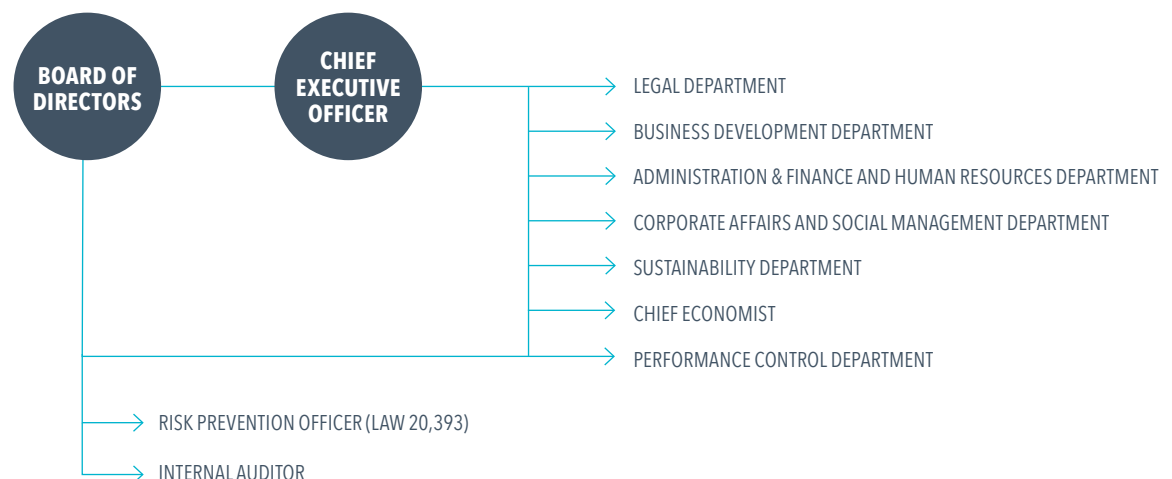 BOARD OF
DIRECTORS
CHIEF
EXECUTIVE
OFFICER
LEGAL DEPARTMENT
BUSINESS DEVELOPMENT DEPARTMENT
ADMINISTRATION & FINANCE AND HUMAN RESOURCES DEPARTMENT
CORPORATE AFFAIRS AND SOCIAL MANAGEMENT DEPARTMENT
SUSTAINABILITY DEPARTMENT
CHIEF ECONOMIST
PERFORMANCE CONTROL DEPARTMENT
RISK PREVENTION OFFICER (LAW 20,393)
INTERNAL AUDITOR